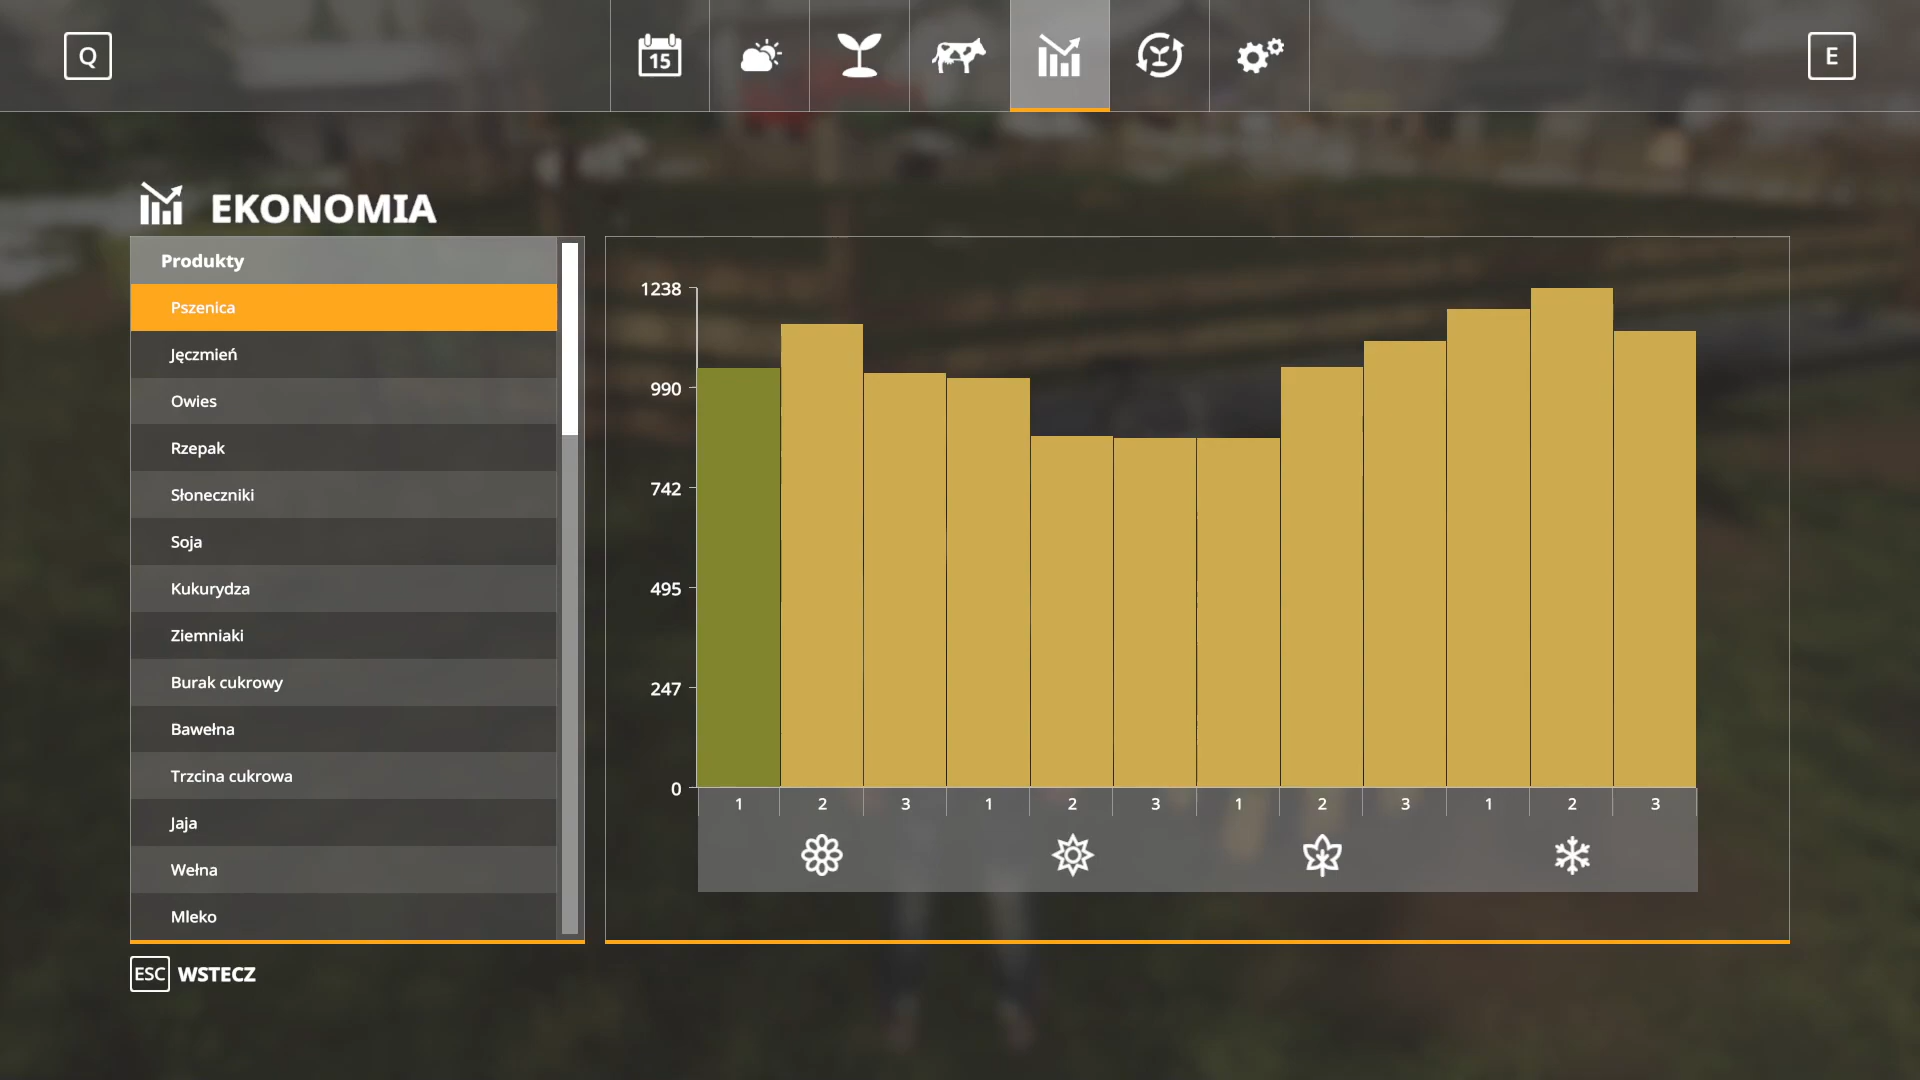 Q
15
E
EKONOMIA
Produkty
Pszenica
Jęczmień
Owies
Rzepak
Słoneczniki
Soja
Kukurydza
Ziemniaki
Burak cukrowy
Bawełna
Trzcina cukrowa
Jaja
Wełna
Mleko
1238
990
742
495
247
0
1 2 3 1 2 3 1 2 3 1 2 3
ESC WSTECZ